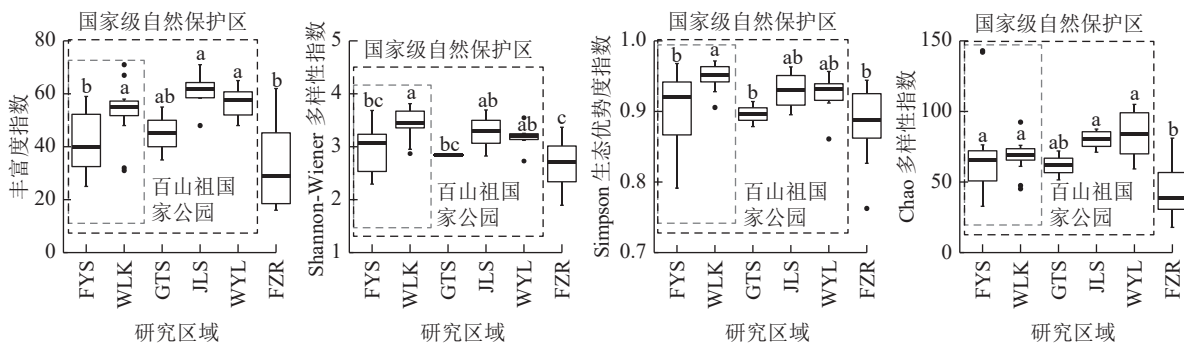 国家级自然保护区
丰富度指数
80
60
40
20
0
b
a
ab
a
a
b
百山祖国
家公园
FYS
WLK
GTS
JLS
WYL
FZR
研究区域
国家级自然保护区
Shannon-Wiener 多样性指数
5
4
3
2
1
bc
a
bc
ab
ab
c
百山祖国
家公园
FYS
WLK
GTS
JLS
WYL
FZR
研究区域
国家级自然保护区
Simpson 生态优势度指数
1.0
0.9
0.8
0.7
b
a
b
ab
ab
b
百山祖国
家公园
FYS
WLK
GTS
JLS
WYL
FZR
研究区域
国家级自然保护区
Chao 多样性指数
150
100
50
0
a
a
ab
a
a
b
百山祖国
家公园
FYS
WLK
GTS
JLS
WYL
FZR
研究区域